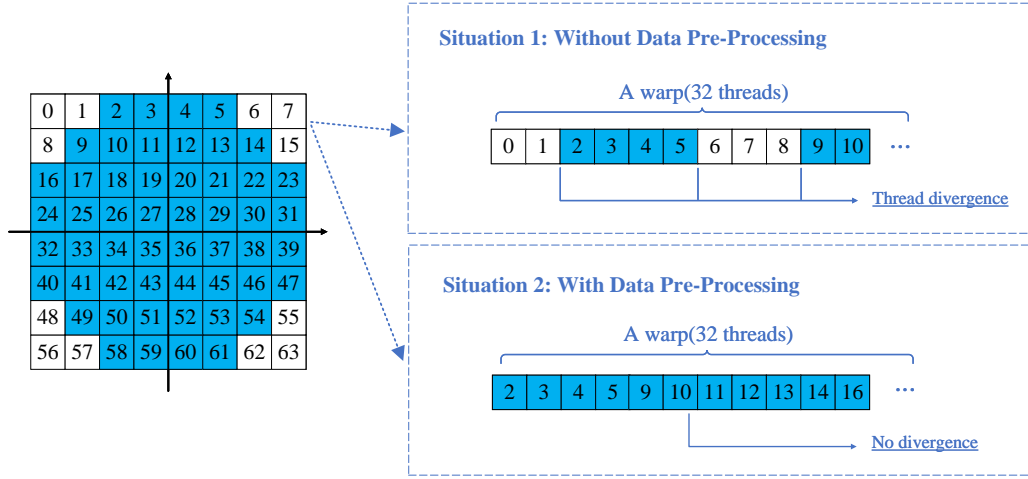 0 1 2 3 4 5 6 7
8 9 10 11 12 13 14 15
16 17 18 19 20 21 22 23
24 25 26 27 28 29 30 31
32 33 34 35 36 37 38 39
40 41 42 43 44 45 46 47
48 49 50 51 52 53 54 55
56 57 58 59 60 61 62 63
Situation 1: Without Data Pre-Processing
A warp(32 threads)
0 1 2 3 4 5 6 7 8 9 10 ...
Thread divergence
Situation 2: With Data Pre-Processing
A warp(32 threads)
2 3 4 5 9 10 11 12 13 14 16 ...
No divergence